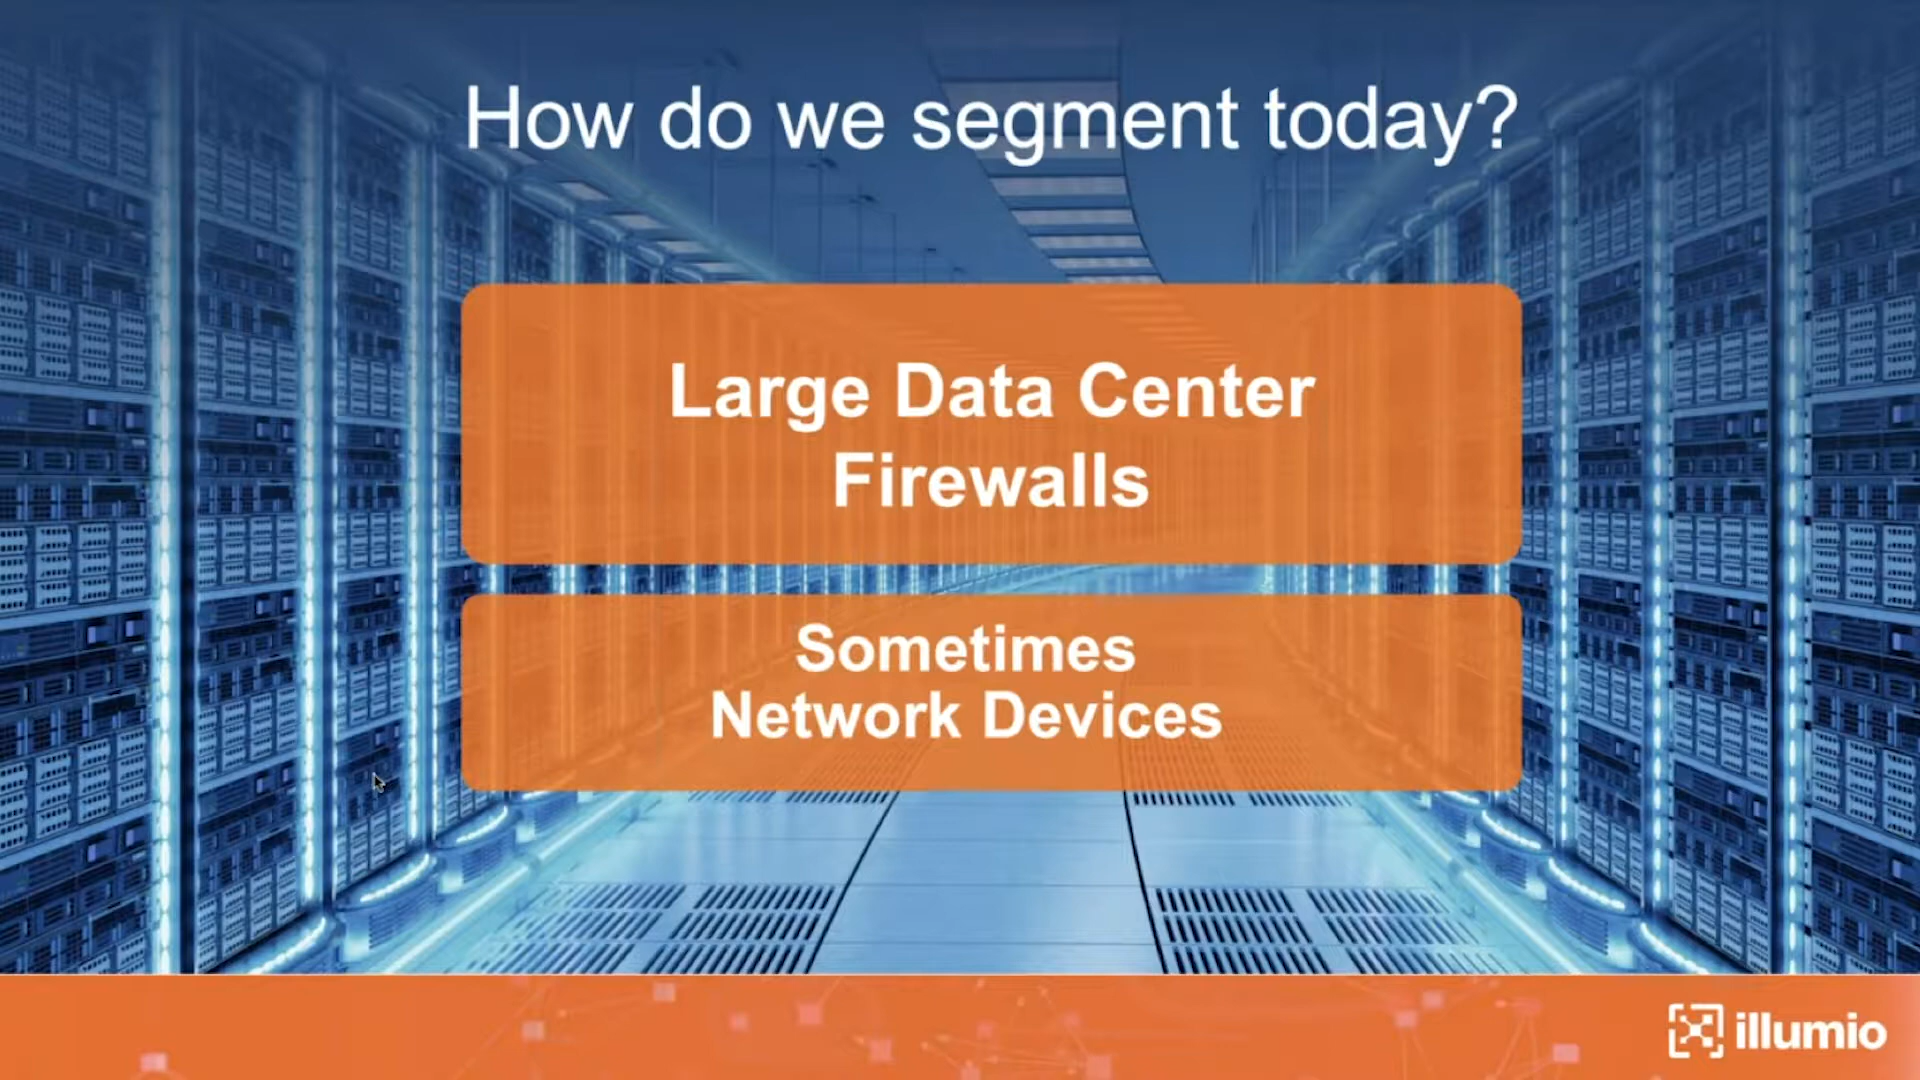 How do we segment today?
Large Data Center
Firewalls
Sometimes
Network Devices
illumio